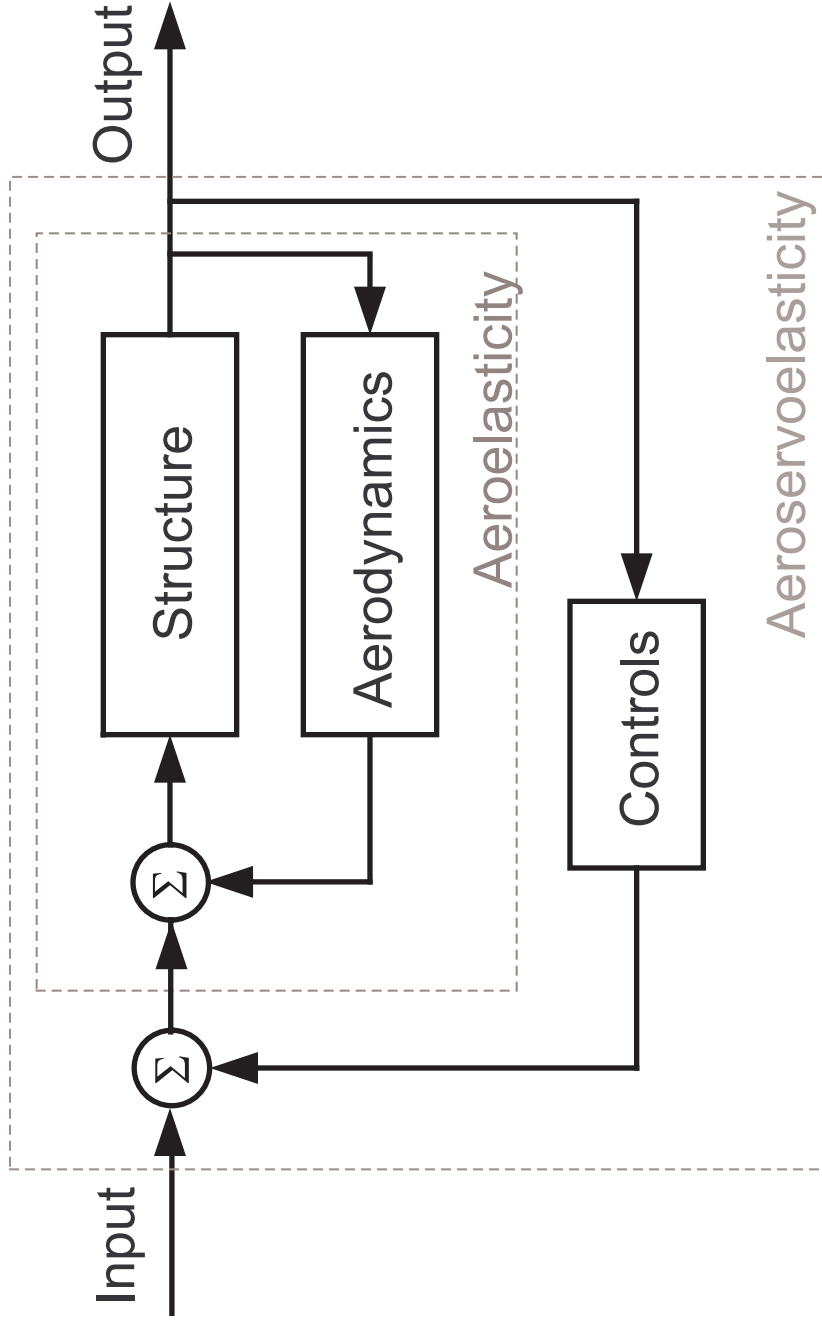 Input
Σ
Σ
Structure
Output
Aerodynamics
Aeroelasticity
Controls
Aeroservoelasticity